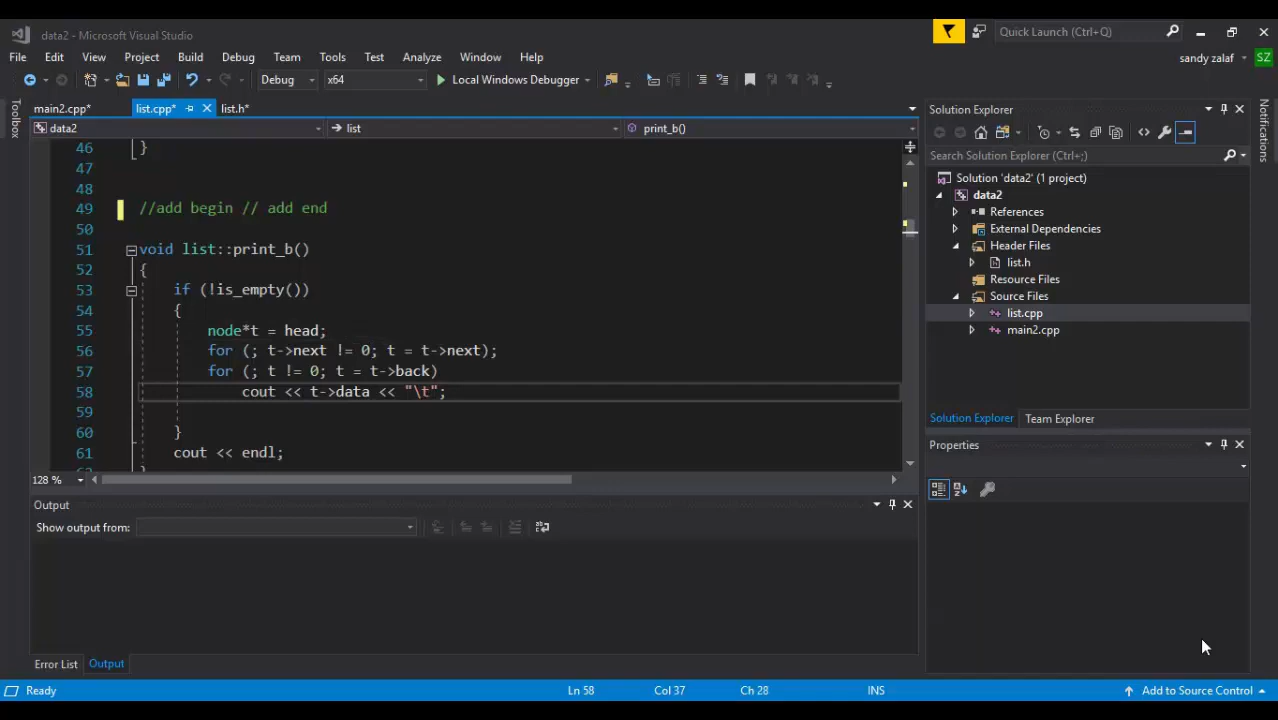 data2 - Microsoft Visual Studio
Quick Launch (Ctrl+Q)
File Edit View Project Build Debug Team Tools Test Analyze Window Help
sandy zalaf SZ
Debug x64 Local Windows Debugger
Toolbox
main2.cpp* list.cpp* list.h*
data2 list print_b()
46 }
47
48
49 //add begin // add end
50
51 void list::print_b()
52 {
53 if (!is_empty())
54 {
55 node*t = head;
56 for (; t->next != 0; t = t->next);
57 for (; t != 0; t = t->back)
58 cout << t->data << "\t";
59
60 }
61 cout << endl;
128 %
Output
Show output from:
Error List Output
Solution Explorer
Search Solution Explorer (Ctrl+;)
Solution 'data2' (1 project)
data2
References
External Dependencies
Header Files
list.h
Resource Files
Source Files
list.cpp
main2.cpp
Solution Explorer Team Explorer
Properties
Notifications
Ready Ln 58 Col 37 Ch 28 INS Add to Source Control